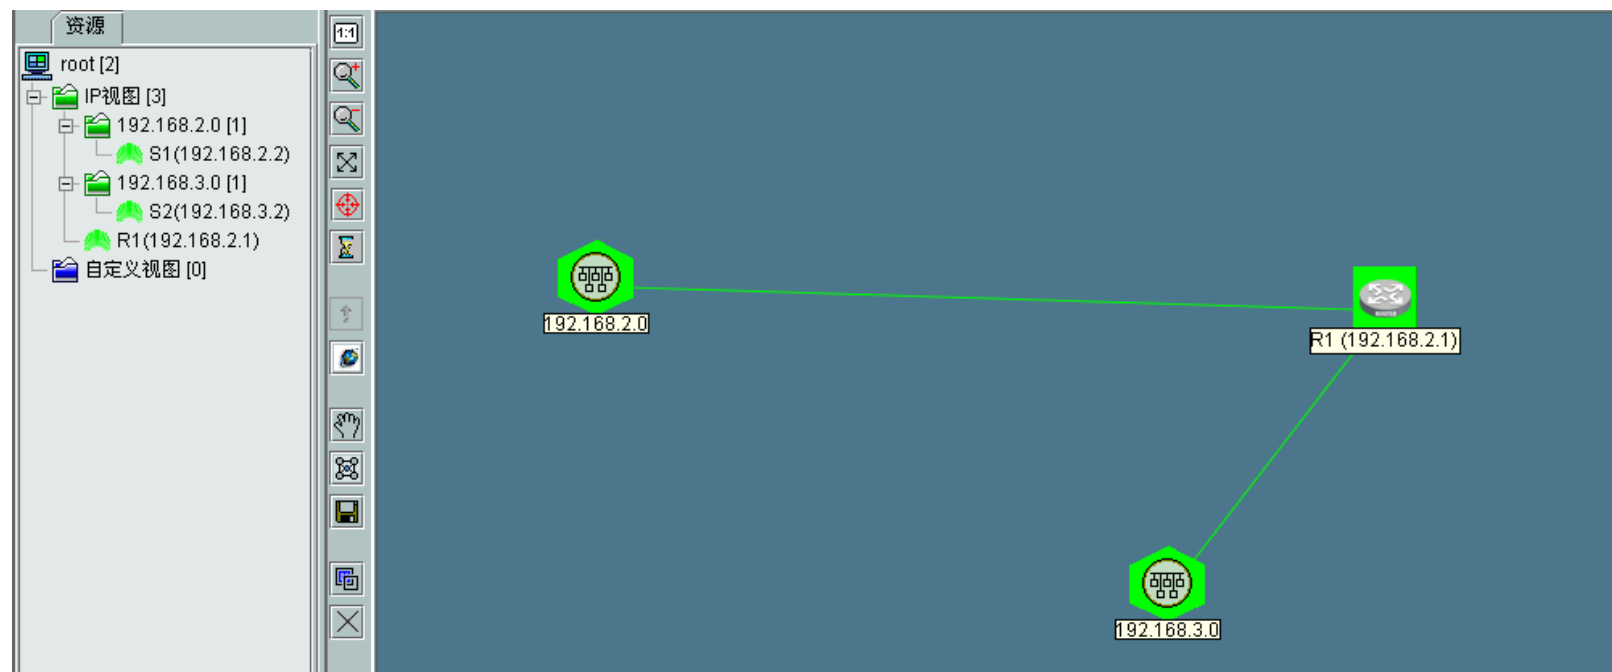 资源
1:1
root [2]
IP视图 [3]
192.168.2.0 [1]
S1(192.168.2.2)
192.168.3.0 [1]
S2(192.168.3.2)
R1(192.168.2.1)
自定义视图 [0]
192.168.2.0
ROUTER
R1 (192.168.2.1)
192.168.3.0